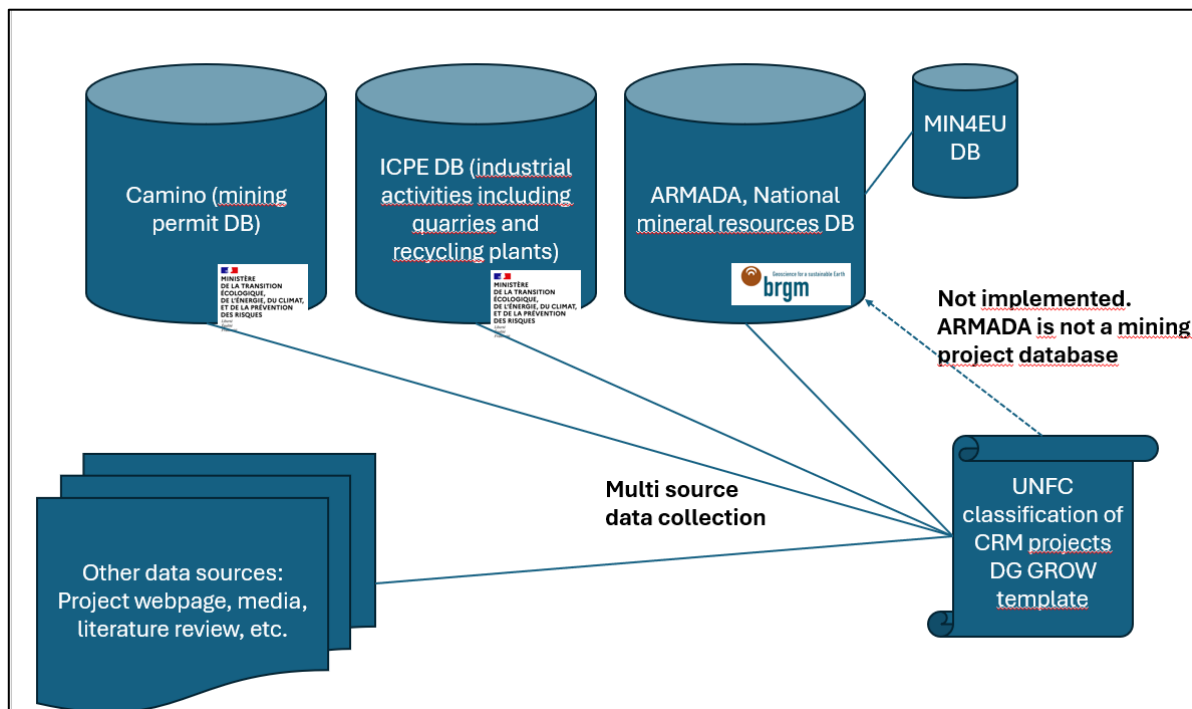 Camino (mining
permit DB)
MINISTÈRE
DE LA TRANSITION
ÉCOLOGIQUE,
DE L'ÉNERGIE, DU CLIMAT,
ET DE LA PRÉVENTION
DES RISQUES
ICPE DB (industrial
activities including
quarries and
recycling plants)
MINISTÈRE
DE LA TRANSITION
ÉCOLOGIQUE,
DE L'ÉNERGIE, DU CLIMAT,
ET DE LA PRÉVENTION
DES RISQUES
ARMADA, National
mineral resources DB
Geoscience for a sustainable Earth
brgm
MIN4EU
DB
Not implemented.
ARMADA is not a mining
project database
Multi source
data collection
UNFC
classification of
CRM projects
DG GROW
template
Other data sources:
Project webpage, media,
literature review, etc.